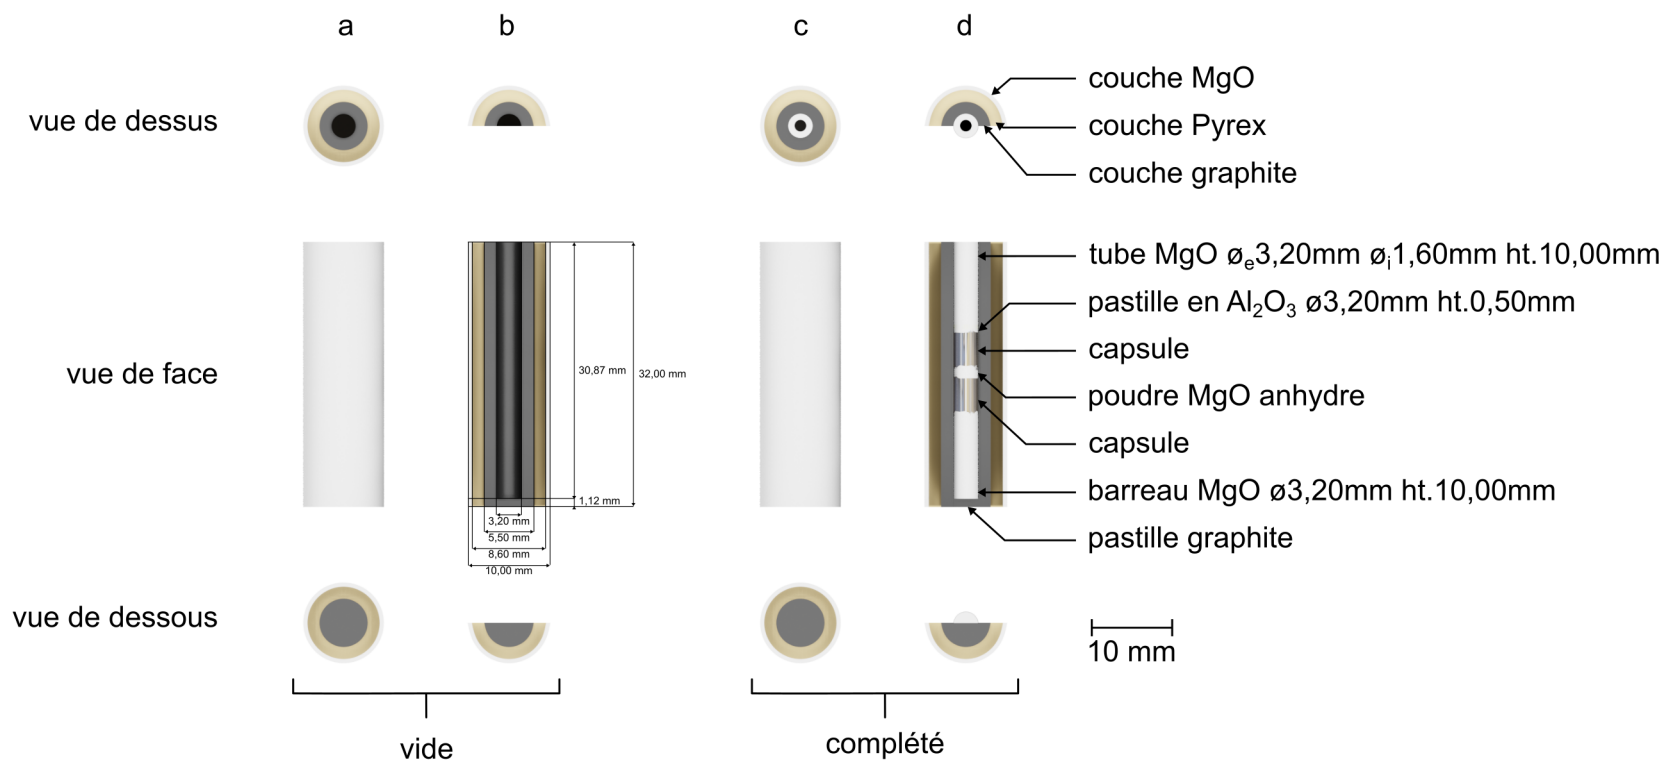 a b c d
vue de dessus
couche MgO
couche Pyrex
couche graphite
vue de face
30,87 mm
32,00 mm
1,12 mm
3,20 mm
5,50 mm
8,60 mm
10,00 mm
tube MgO øe3,20mm øi1,60mm ht.10,00mm
pastille en Al2O3 ø3,20mm ht.0,50mm
capsule
poudre MgO anhydre
capsule
barreau MgO ø3,20mm ht.10,00mm
pastille graphite
vue de dessous
10 mm
vide
complété